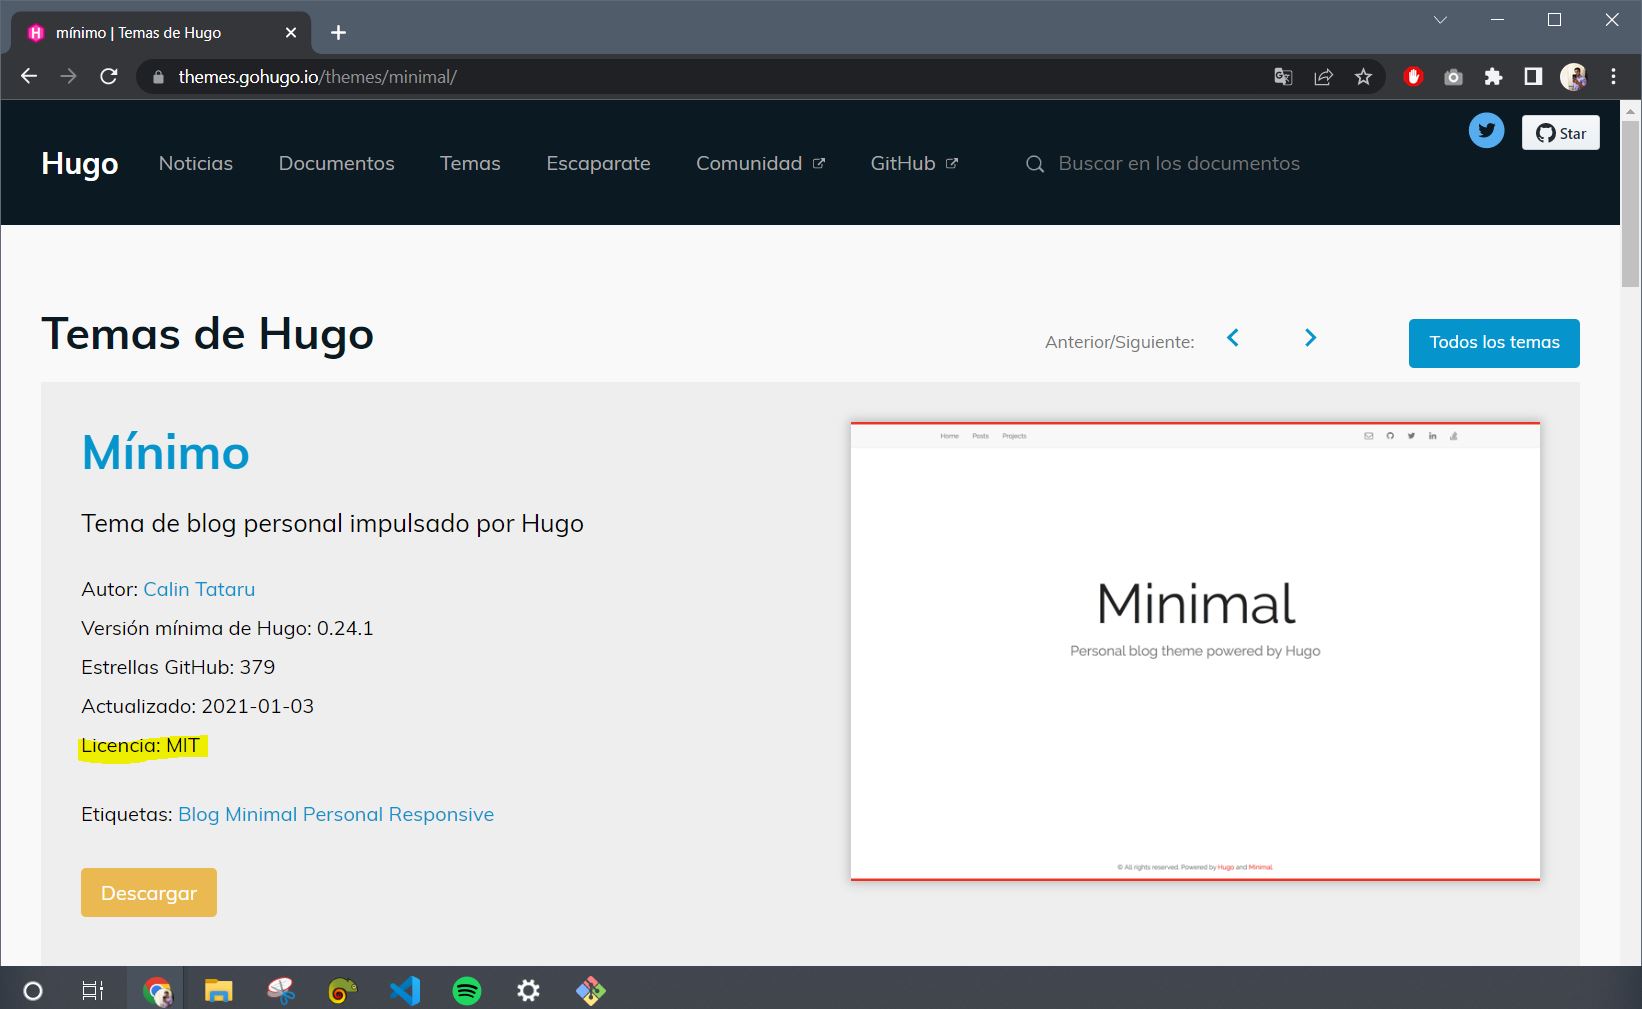 mínimo | Temas de Hugo
themes.gohugo.io/themes/minimal/
Star
Hugo Noticias Documentos Temas Escaparate Comunidad GitHub Buscar en los documentos
Temas de Hugo
Anterior/Siguiente:
Todos los temas
Mínimo
Tema de blog personal impulsado por Hugo
Autor: Calin Tataru
Versión mínima de Hugo: 0.24.1
Estrellas GitHub: 379
Actualizado: 2021-01-03
Licencia: MIT
Etiquetas: Blog Minimal Personal Responsive
Descargar
Home Posts Projects
Minimal
Personal blog theme powered by Hugo
© All rights reserved. Powered by Hugo and Minimal